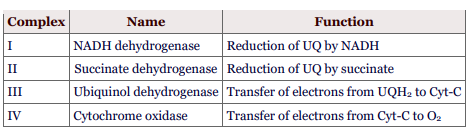 Complex Name Function
I NADH dehydrogenase Reduction of UQ by NADH
II Succinate dehydrogenase Reduction of UQ by succinate
III Ubiquinol dehydrogenase Transfer of electrons from UQH₂ to Cyt-C
IV Cytochrome oxidase Transfer of electrons from Cyt-C to O₂